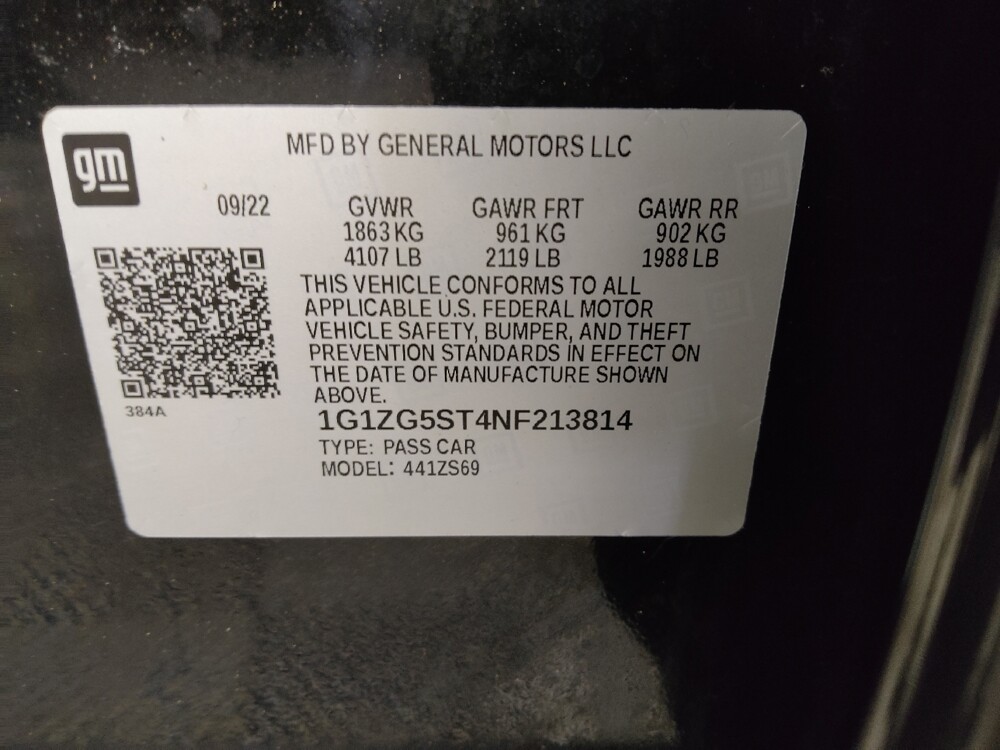 gm
MFD BY GENERAL MOTORS LLC
09/22 GVWR GAWR FRT GAWR RR
1863 KG 961 KG 902 KG
4107 LB 2119 LB 1988 LB
THIS VEHICLE CONFORMS TO ALL
APPLICABLE U.S. FEDERAL MOTOR
VEHICLE SAFETY, BUMPER, AND THEFT
PREVENTION STANDARDS IN EFFECT ON
THE DATE OF MANUFACTURE SHOWN
ABOVE.
384A
1G1ZG5ST4NF213814
TYPE: PASS CAR
MODEL: 441ZS69